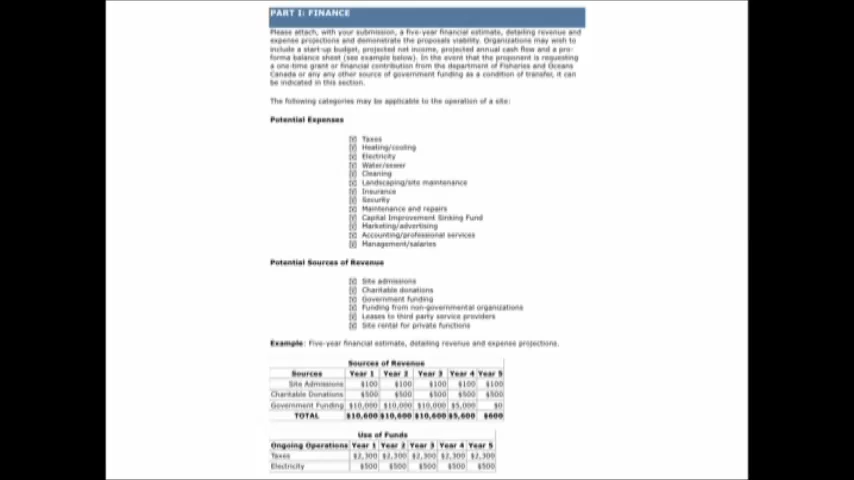 PART I: FINANCE
Please attach, with your submission, a five-year financial estimate, detailing revenue and
expense projections and demonstrate the proposals viability. Organizations may wish to
include a start-up budget, projected net income, projected annual cash flow and a pro-
forma balance sheet (see example below). In the event that the proponent is requesting
a one-time grant or financial contribution from the department of Fisheries and Oceans
Canada or any any other source of government funding as a condition of transfer, it can
be indicated in this section.
The following categories may be applicable to the operation of a site:
Potential Expenses
Taxes
Heating/cooling
Electricity
Water/sewer
Cleaning
Landscaping/site maintenance
Insurance
Security
Maintenance and repairs
Capital Improvement Sinking Fund
Marketing/advertising
Accounting/professional services
Management/salaries
Potential Sources of Revenue
Site admissions
Charitable donations
Government funding
Funding from non-governmental organizations
Leases to third party service providers
Site rental for private functions
Example: Five-year financial estimate, detailing revenue and expense projections.
Sources of Revenue
Sources Year 1 Year 2 Year 3 Year 4 Year 5
Site Admissions $100 $100 $100 $100 $100
Charitable Donations $500 $500 $500 $500 $500
Government Funding $10,000 $10,000 $10,000 $5,000 $0
TOTAL $10,600 $10,600 $10,600 $5,600 $600
Use of Funds
Ongoing Operations Year 1 Year 2 Year 3 Year 4 Year 5
Taxes $2,300 $2,300 $2,300 $2,300 $2,300
Electricity $500 $500 $500 $500 $500